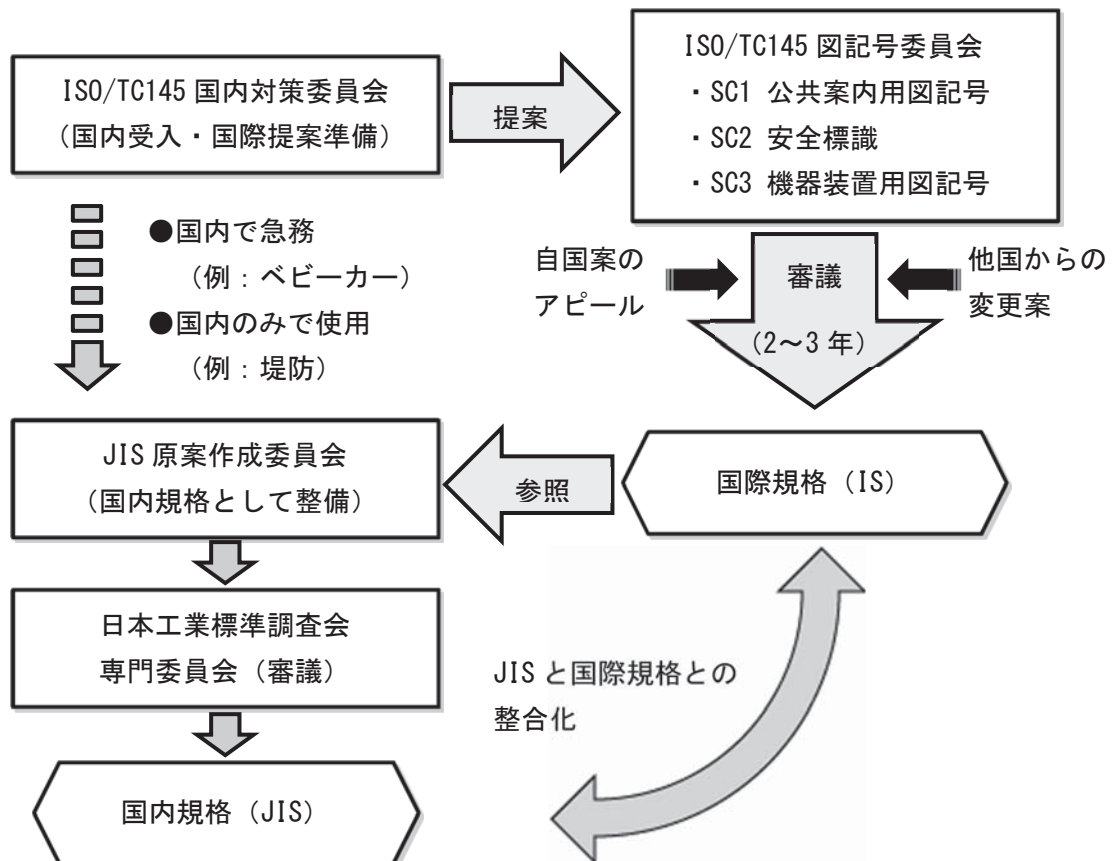 ISO/TC145 国内対策委員会
（国内受入・国際提案準備）
提案
ISO/TC145 図記号委員会
・SC1 公共案内用図記号
・SC2 安全標識
・SC3 機器装置用図記号
●国内で急務
（例：ベビーカー）
●国内のみで使用
（例：堤防）
自国案の
アピール
審議
（2～3 年）
他国からの
変更案
JIS 原案作成委員会
（国内規格として整備）
参照
国際規格（IS）
日本工業標準調査会
専門委員会（審議）
JIS と国際規格との
整合化
国内規格（JIS）